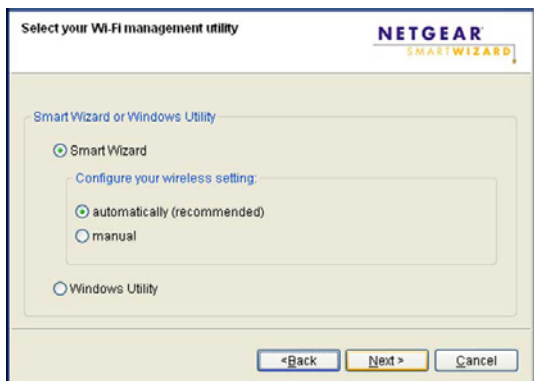 Select your Wi-Fi management utility
NETGEAR
SMARTWIZARD
Smart Wizard or Windows Utility
Smart Wizard
Configure your wireless setting:
automatically (recommended)
manual
Windows Utility
<Back
Next >
Cancel